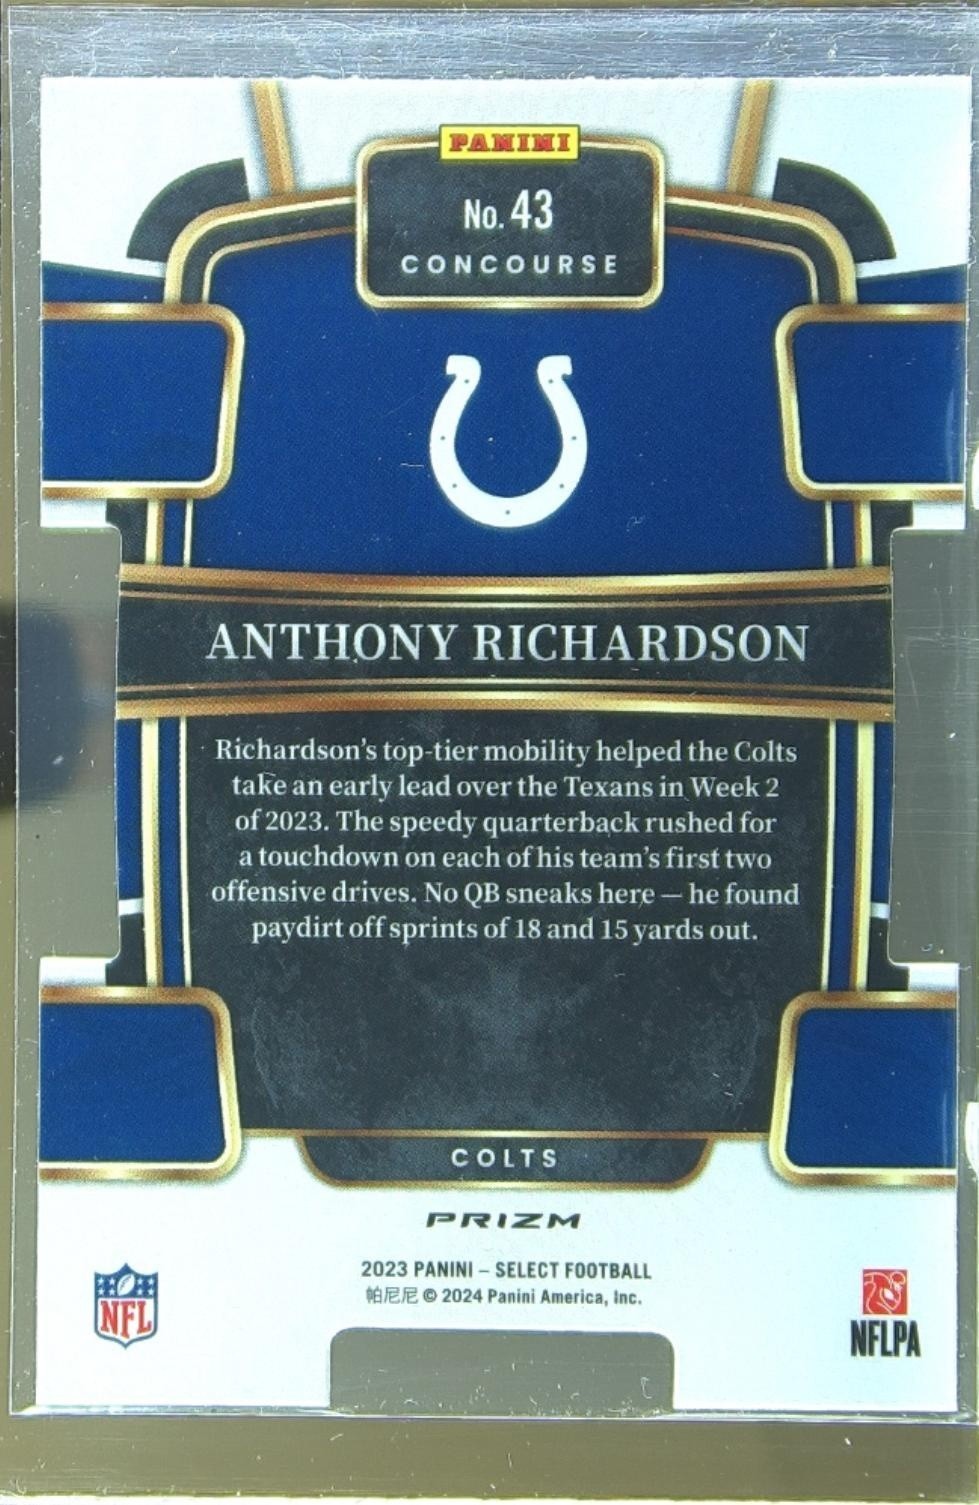 PANINI
No. 43
CONCOURSE
ANTHONY RICHARDSON
Richardson's top-tier mobility helped the Colts
take an early lead over the Texans in Week 2
of 2023. The speedy quarterback rushed for
a touchdown on each of his team's first two
offensive drives. No QB sneaks here — he found
paydirt off sprints of 18 and 15 yards out.
COLTS
PRIZM
2023 PANINI – SELECT FOOTBALL
帕尼尼 © 2024 Panini America, Inc.
NFL
NFLPA